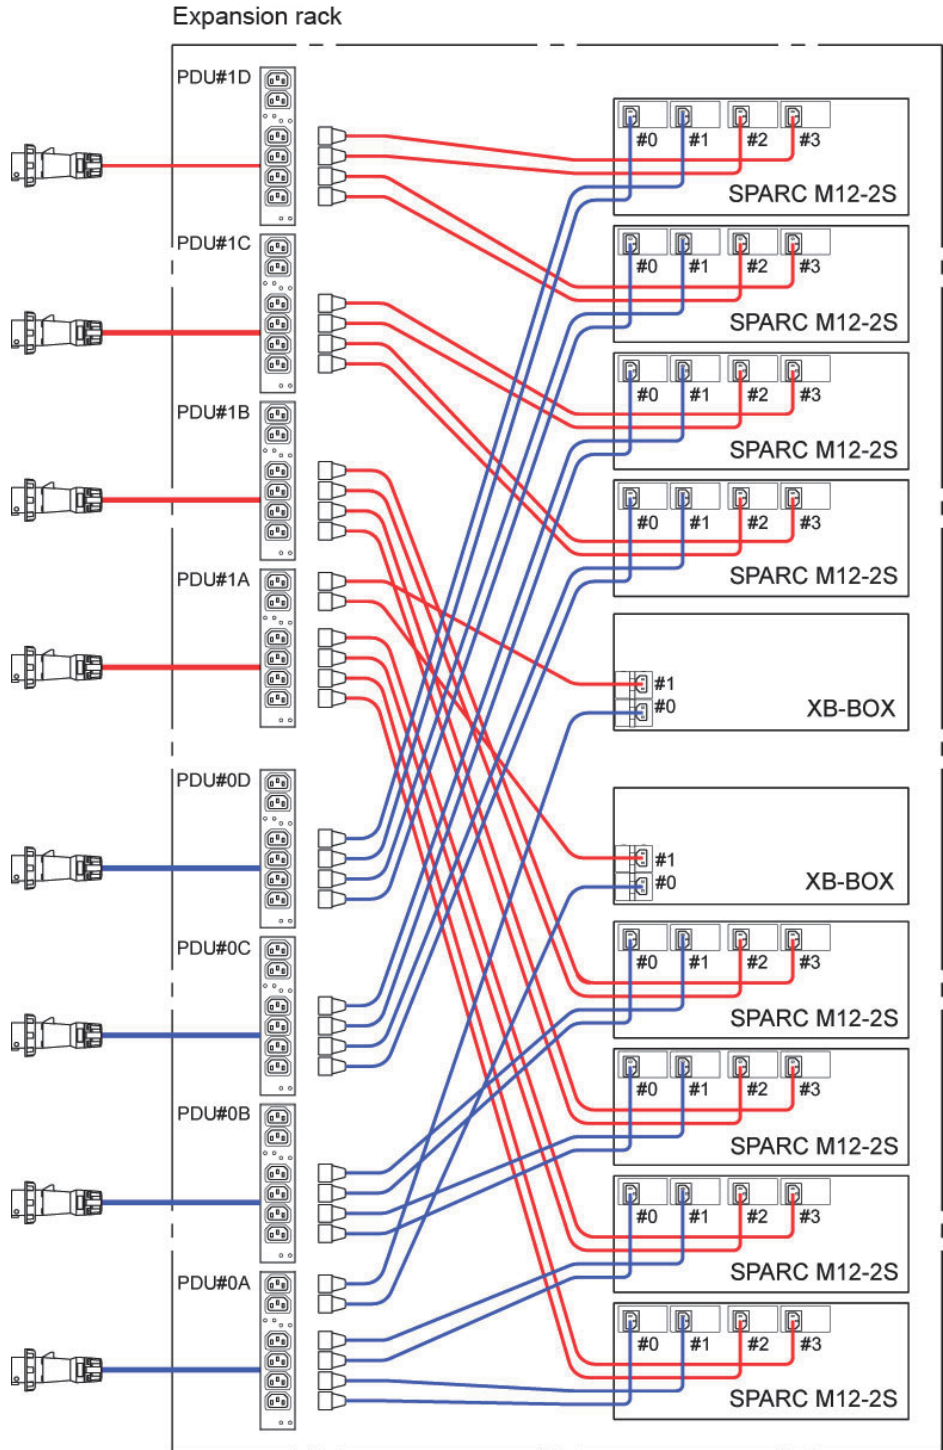 Expansion rack
PDU#1D
#0 #1 #2 #3
SPARC M12-2S
PDU#1C
#0 #1 #2 #3
SPARC M12-2S
#0 #1 #2 #3
PDU#1B
SPARC M12-2S
#0 #1 #2 #3
PDU#1A
SPARC M12-2S
#1
#0
XB-BOX
PDU#0D
#1
#0
XB-BOX
PDU#0C
#0 #1 #2 #3
SPARC M12-2S
#0 #1 #2 #3
PDU#0B
SPARC M12-2S
#0 #1 #2 #3
SPARC M12-2S
PDU#0A
#0 #1 #2 #3
SPARC M12-2S